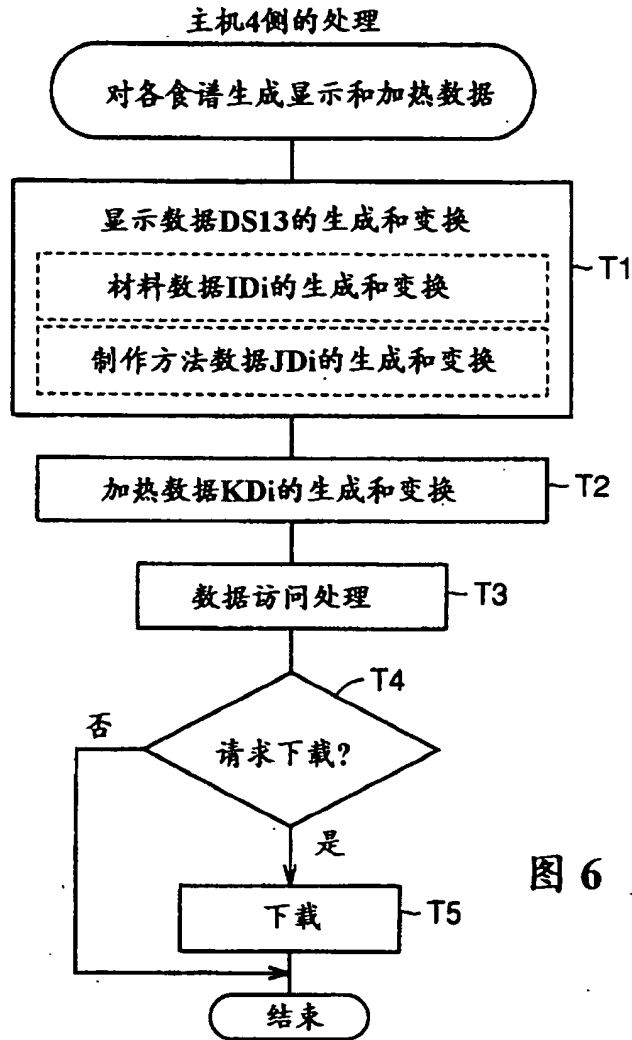 主机4侧的处理
对各食谱生成显示和加热数据
显示数据DS13的生成和变换
T1
材料数据IDi的生成和变换
制作方法数据JDi的生成和变换
加热数据KDi的生成和变换
T2
数据访问处理
T3
T4
否
请求下载?
是
图 6
下载
T5
结束